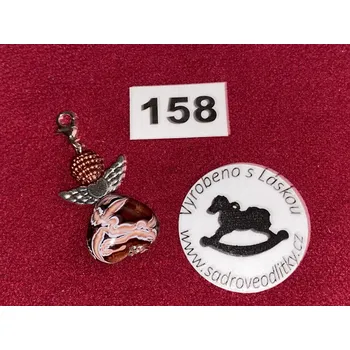 158
Vyrobeno s Láskou
www.sadroveodlitky.cz